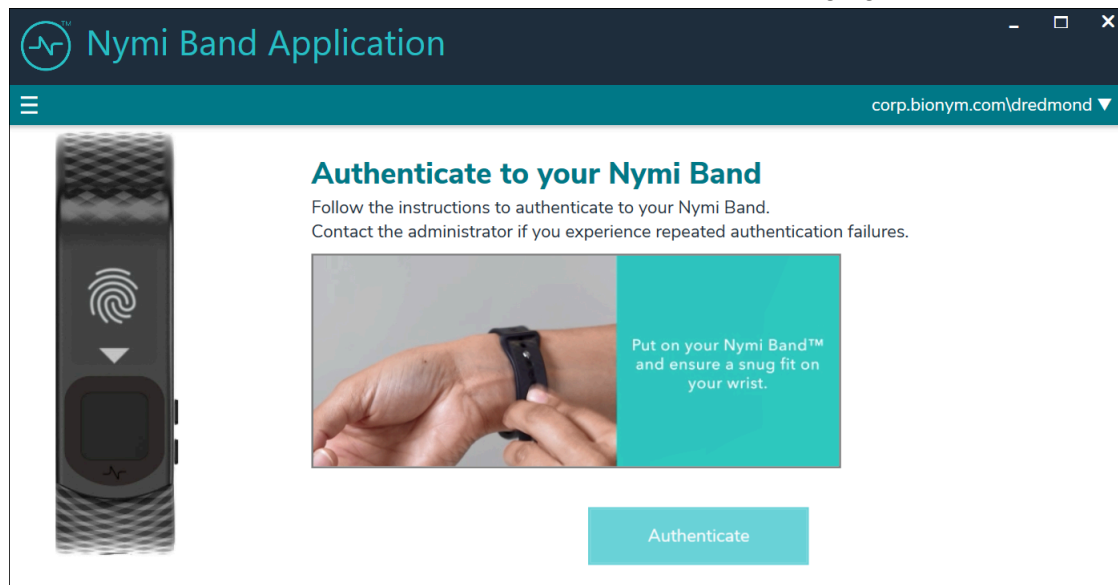 Nymi Band Application
corp.bionym.com\dredmond ▼
Authenticate to your Nymi Band
Follow the instructions to authenticate to your Nymi Band.
Contact the administrator if you experience repeated authentication failures.
Put on your Nymi Band™
and ensure a snug fit on
your wrist.
Authenticate